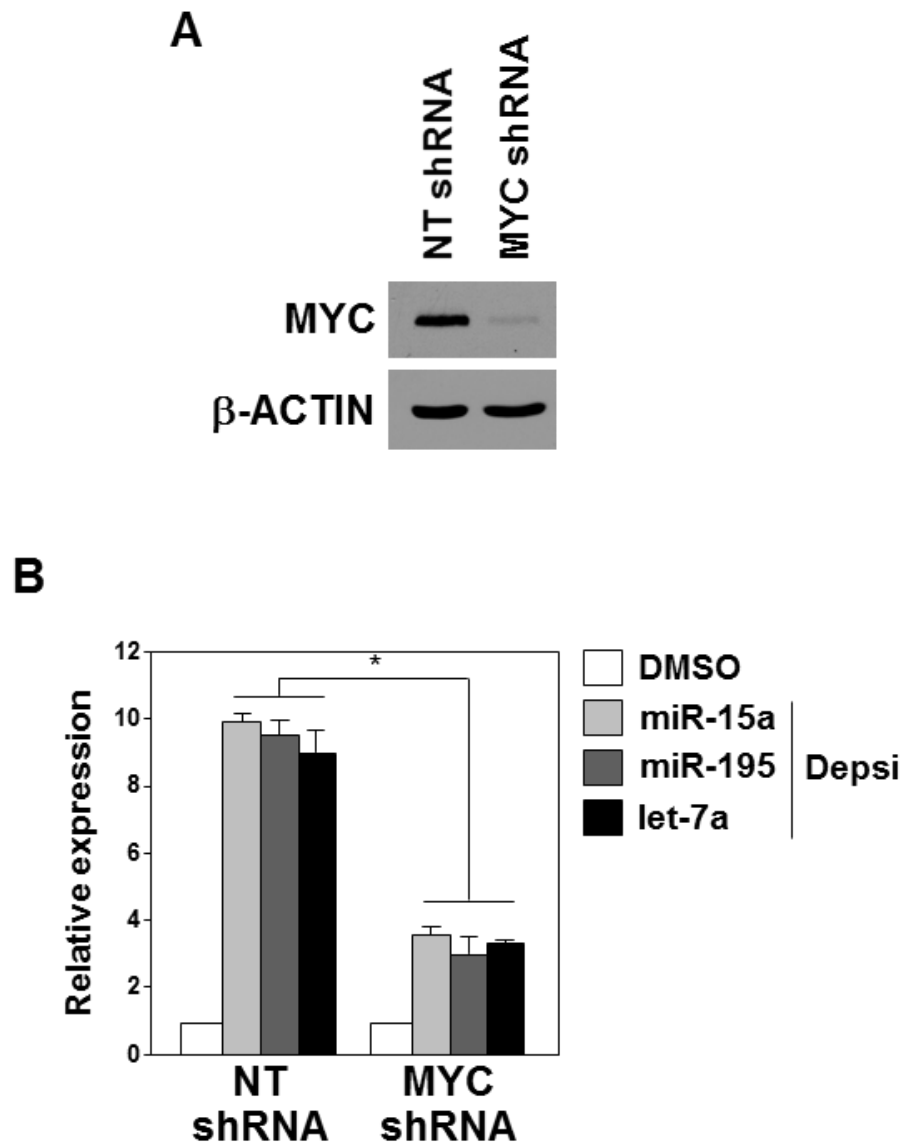 A
NT shRNA
MYC shRNA
MYC
β-ACTIN
B
Relative expression
12
10
8
6
4
2
0
*
DMSO
miR-15a
miR-195
let-7a
Depsi
NT
shRNA
MYC
shRNA